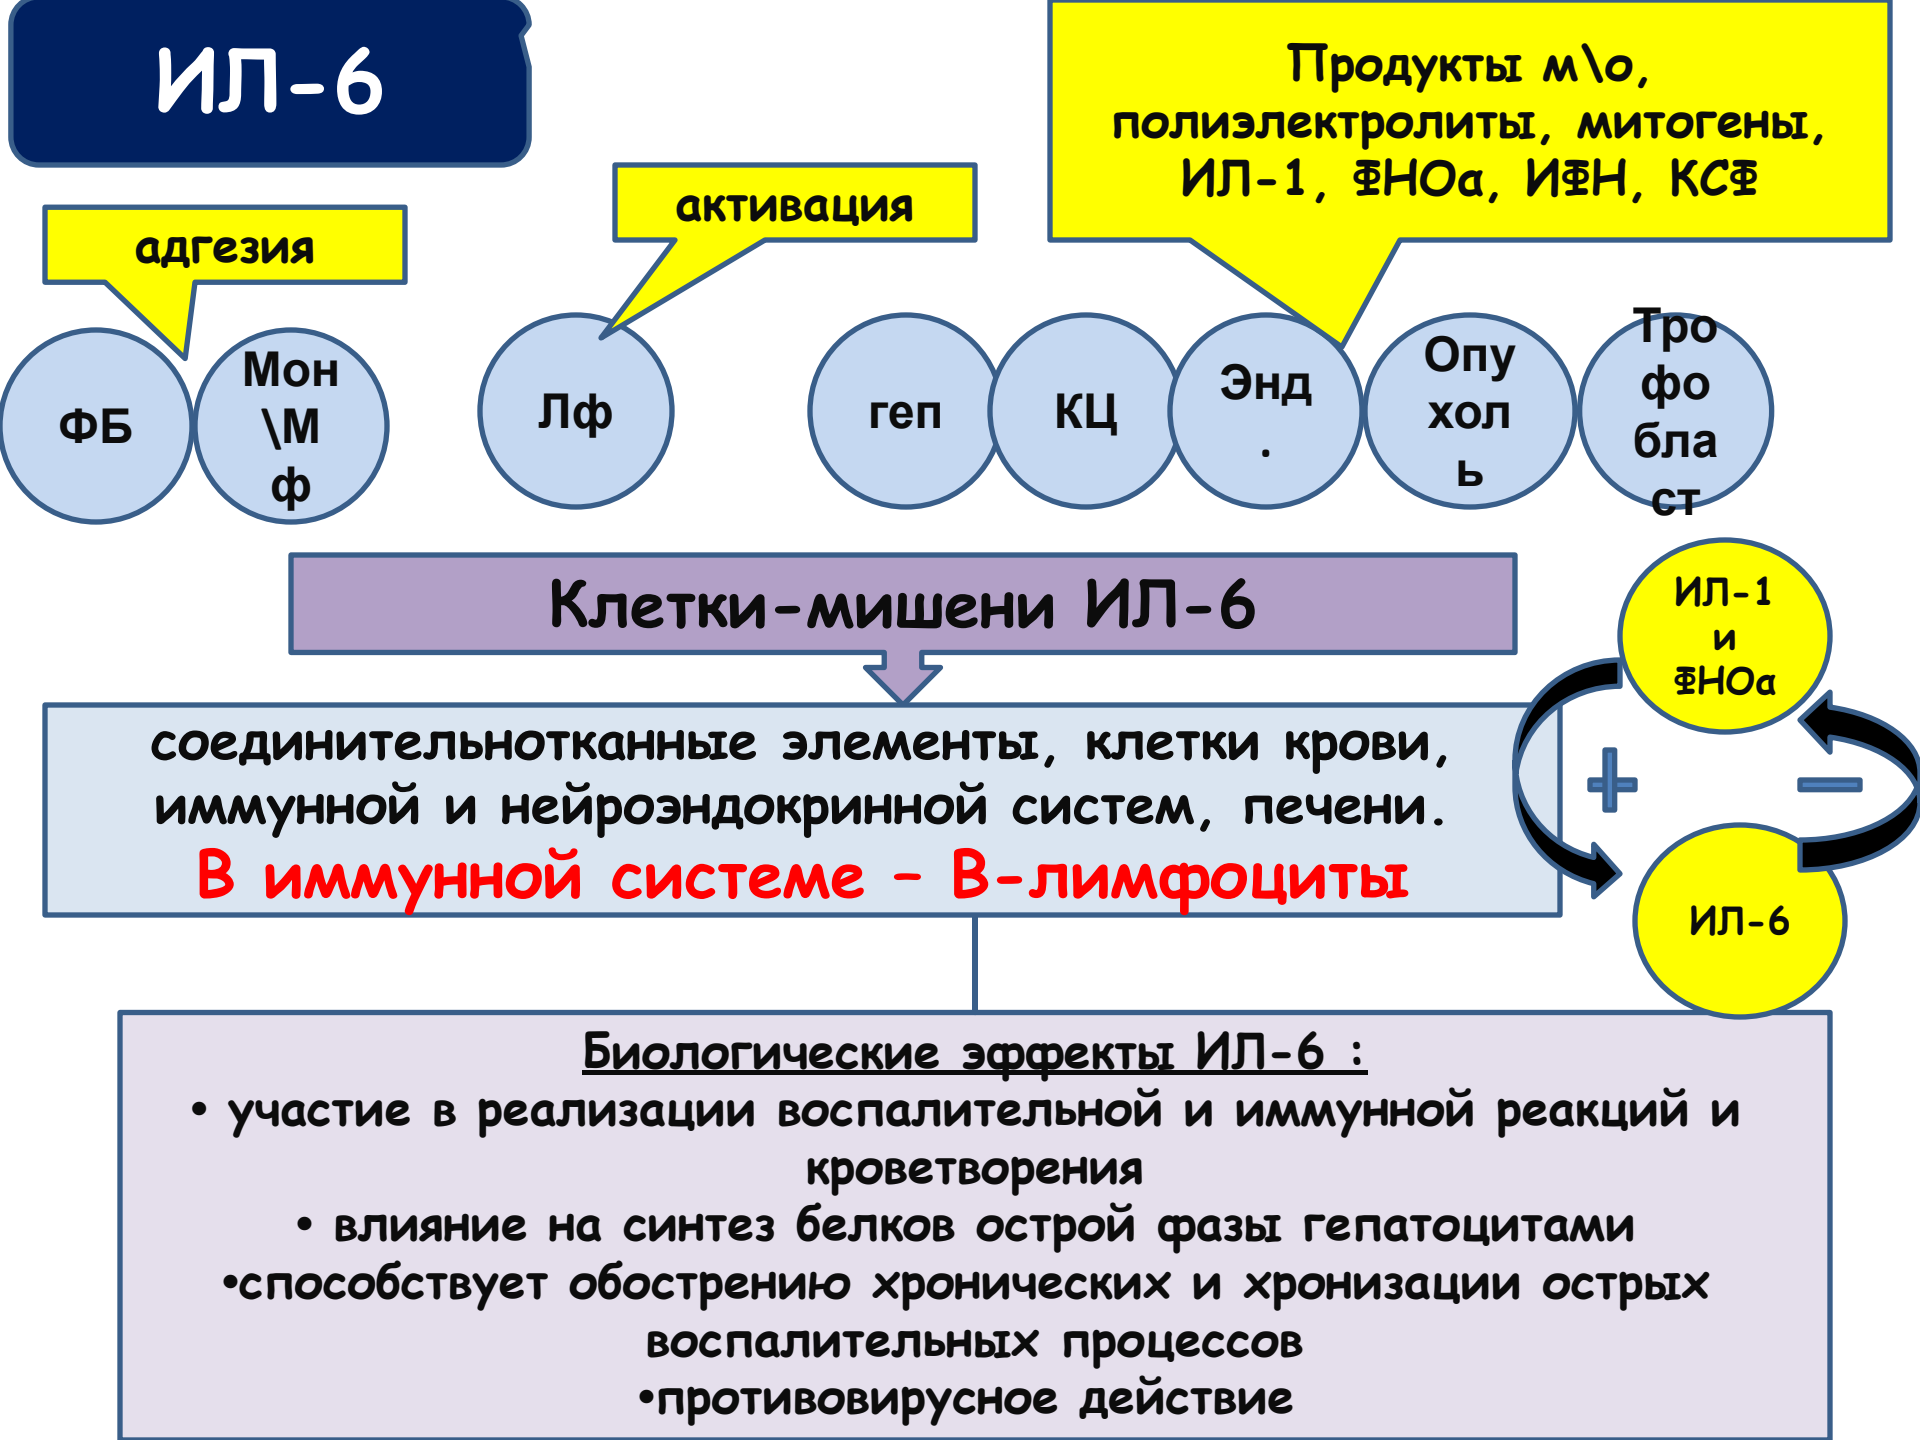 ИЛ-6
Продукты м\о,
полиэлектролиты, митогены,
ИЛ-1, ФНОа, ИФН, КСФ
активация
адгезия
ФБ
Мон
\М
ф
Лф
геп
КЦ
Энд
.
Опу
хол
ь
Тро
фо
бла
ст
Клетки-мишени ИЛ-6
ИЛ-1
и
ФНОа
соединительнотканные элементы, клетки крови,
иммунной и нейроэндокринной систем, печени.
В иммунной системе – В-лимфоциты
+
–
ИЛ-6
Биологические эффекты ИЛ-6 :
• участие в реализации воспалительной и иммунной реакций и
кроветворения
• влияние на синтез белков острой фазы гепатоцитами
•способствует обострению хронических и хронизации острых
воспалительных процессов
•противовирусное действие